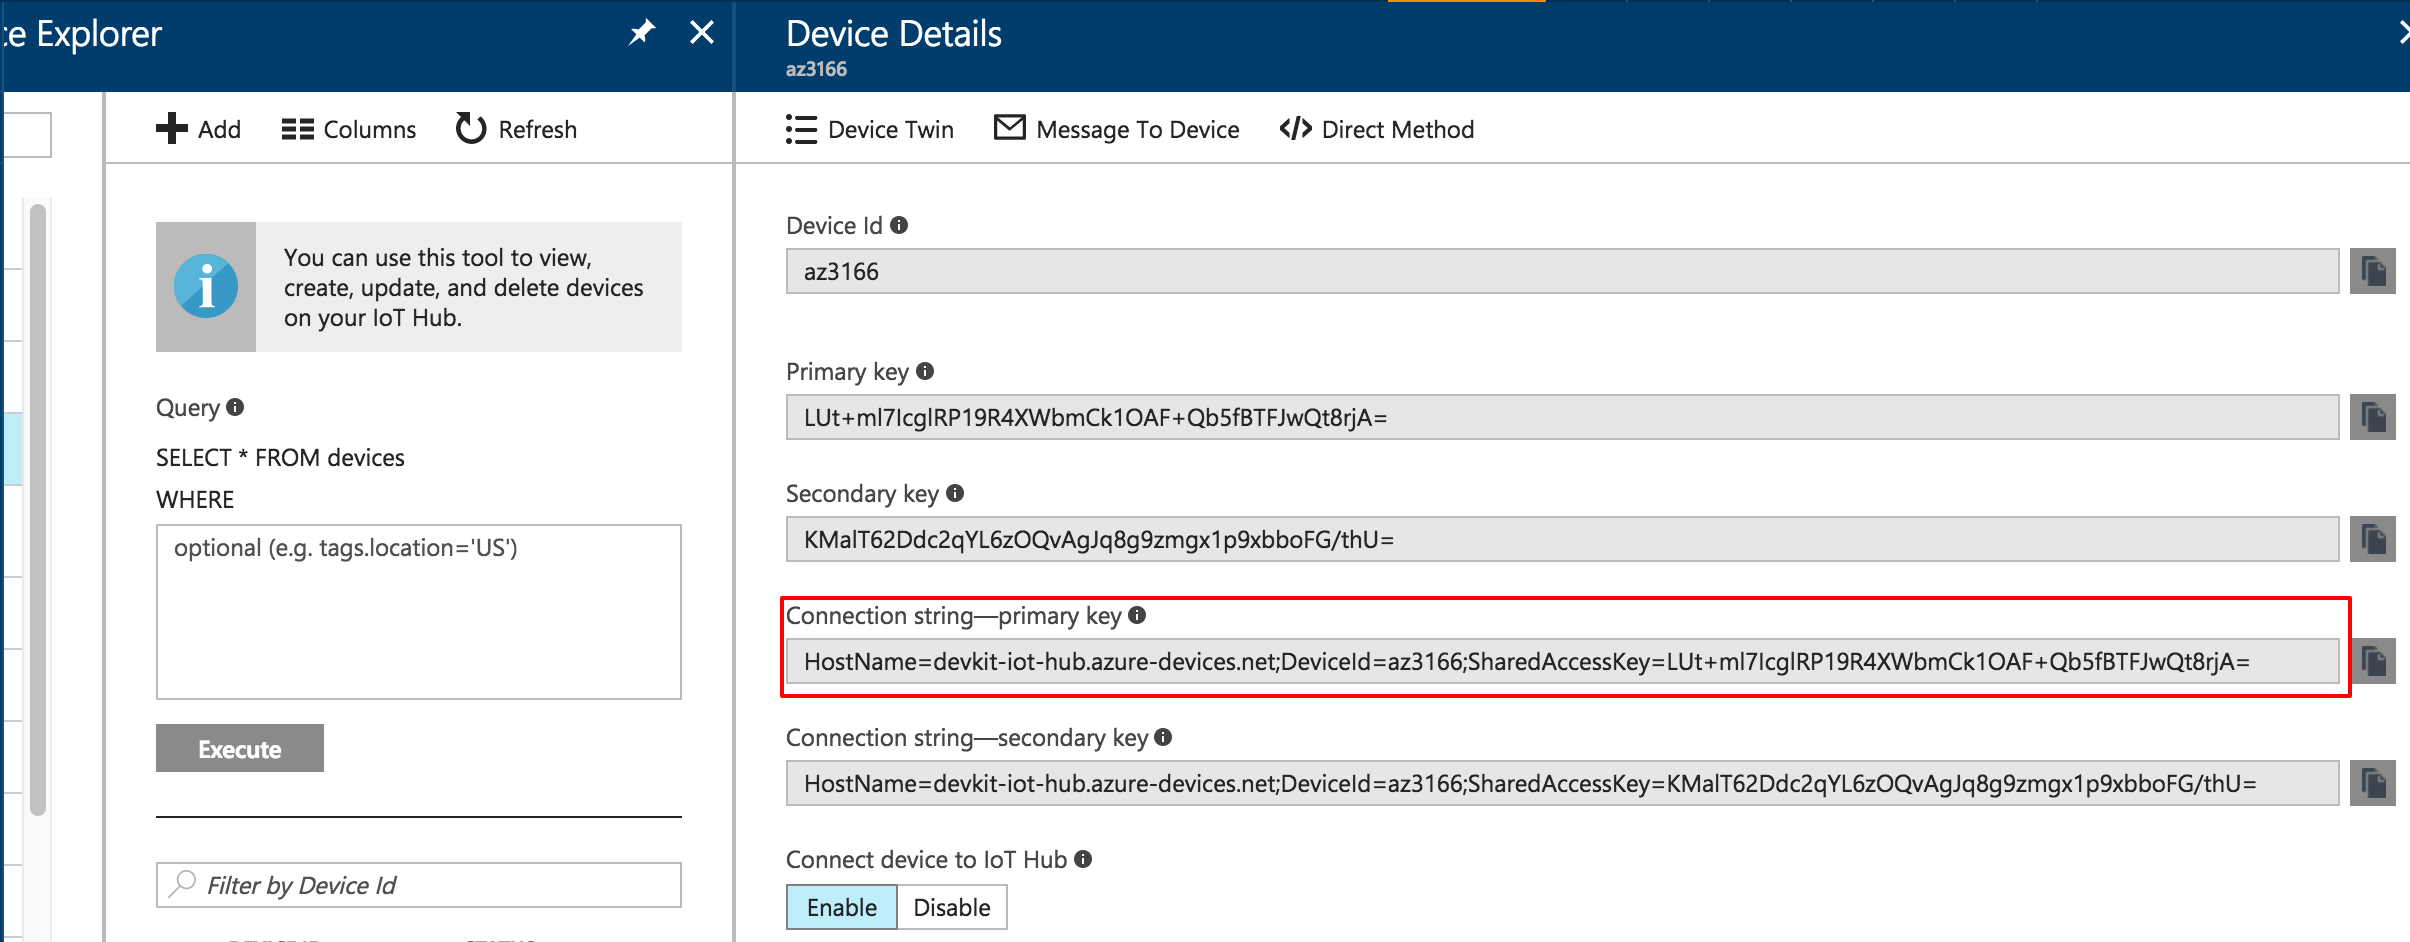 ce Explorer
Device Details
az3166
Add
Columns
Refresh
Device Twin
Message To Device
Direct Method
You can use this tool to view,
create, update, and delete devices
on your IoT Hub.
Query
SELECT * FROM devices
WHERE
optional (e.g. tags.location='US')
Execute
Filter by Device Id
DEVICE ID
STATUS
Device Id
az3166
Primary key
LUt+ml7IcglRP19R4XWbmCk1OAF+Qb5fBTFJwQt8rjA=
Secondary key
KMalT62Ddc2qYL6zOQvAgJq8g9zmgx1p9xbboFG/thU=
Connection string—primary key
HostName=devkit-iot-hub.azure-devices.net;DeviceId=az3166;SharedAccessKey=LUt+ml7IcglRP19R4XWbmCk1OAF+Qb5fBTFJwQt8rjA=
Connection string—secondary key
HostName=devkit-iot-hub.azure-devices.net;DeviceId=az3166;SharedAccessKey=KMalT62Ddc2qYL6zOQvAgJq8g9zmgx1p9xbboFG/thU=
Connect device to IoT Hub
Enable
Disable